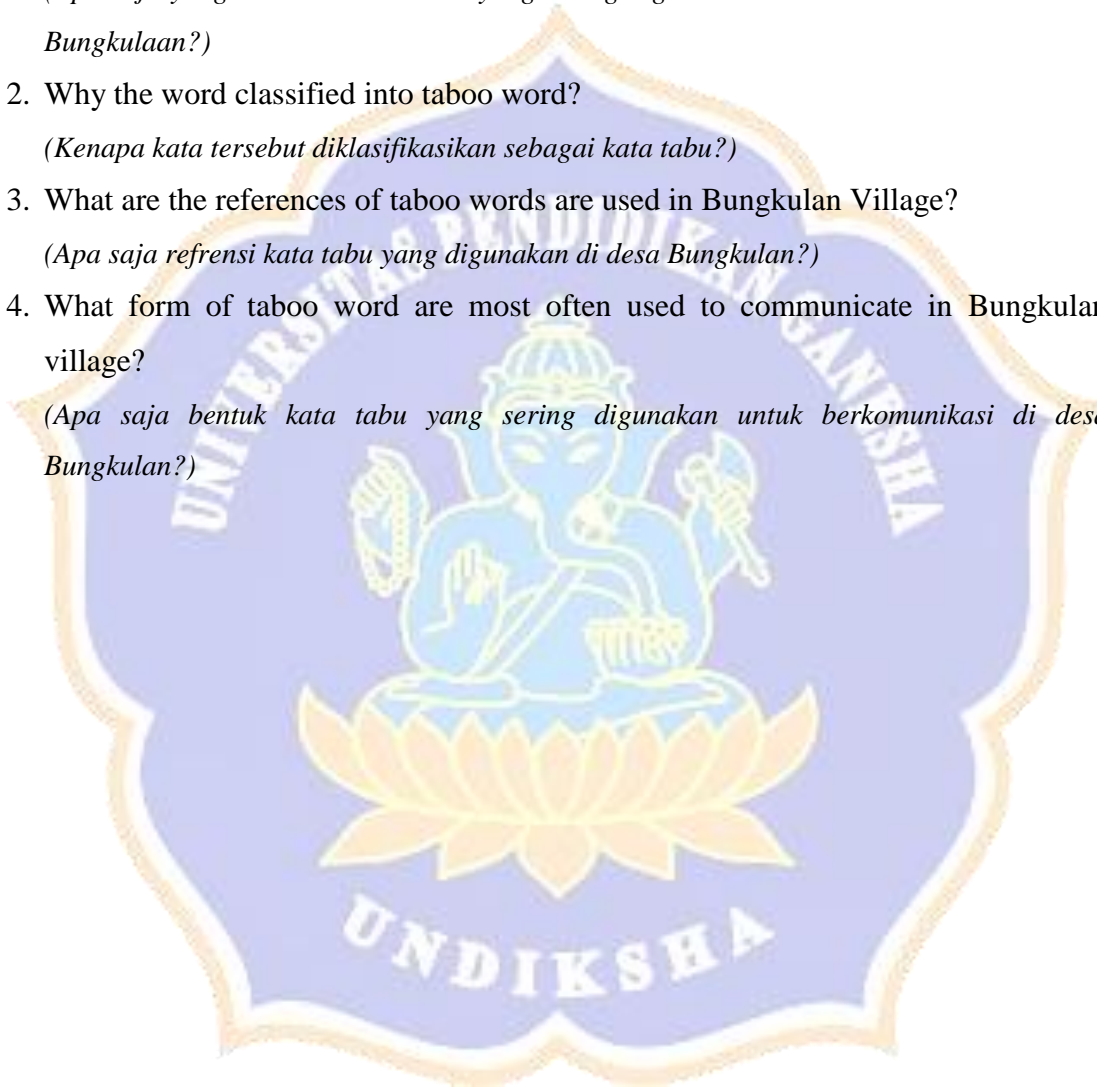 Bungkulaan?)
2. Why the word classified into taboo word?
(Kenapa kata tersebut diklasifikasikan sebagai kata tabu?)
3. What are the references of taboo words are used in Bungkulan Village?
(Apa saja refrensi kata tabu yang digunakan di desa Bungkulan?)
4. What form of taboo word are most often used to communicate in Bungkulan
village?
(Apa saja bentuk kata tabu yang sering digunakan untuk berkomunikasi di desa
Bungkulan?)
UNIVERSITAS PENDIDIKAN GANESHA
UNDIKSHA